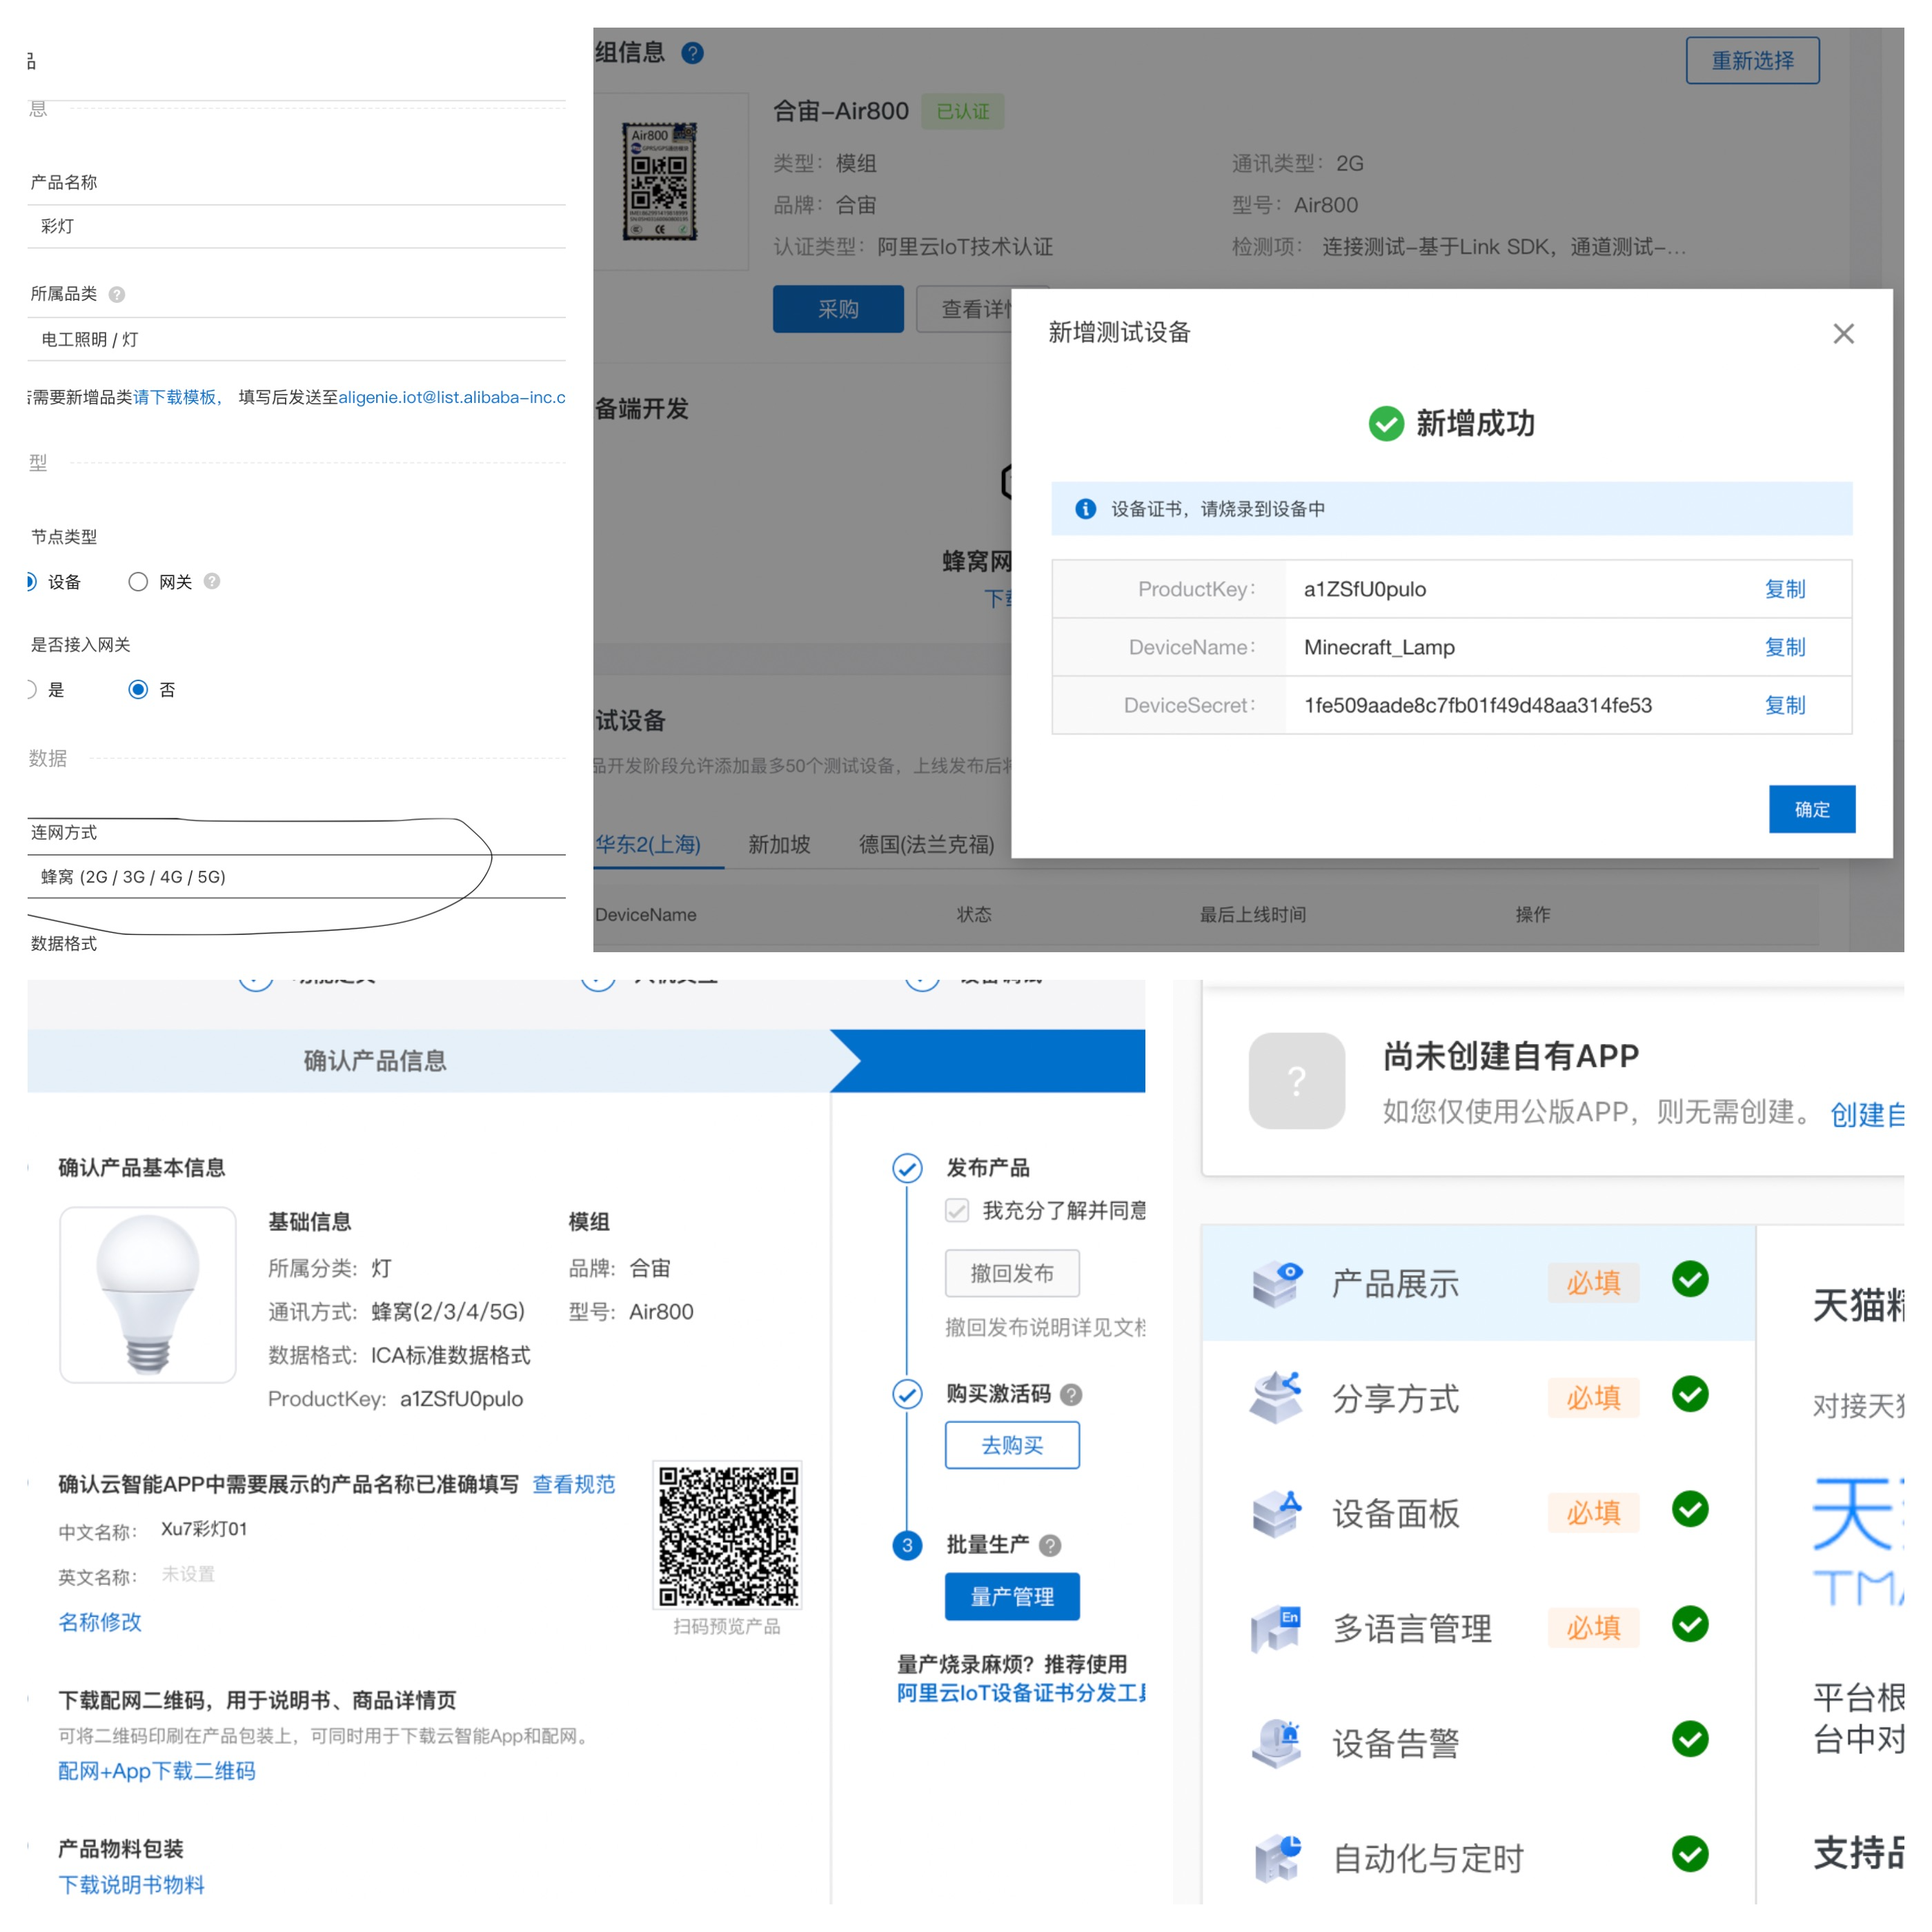 品
息
产品名称
彩灯
所属品类
电工照明 / 灯
需要新增品类请下载模板， 填写后发送至aligenie.iot@list.alibaba-inc.c
型
节点类型
设备 网关
是否接入网关
是 否
数据
连网方式
蜂窝 (2G / 3G / 4G / 5G)
数据格式
组信息
重新选择
Air800
合宙-Air800 已认证
类型： 模组 通讯类型： 2G
品牌： 合宙 型号： Air800
认证类型： 阿里云IoT技术认证 检测项： 连接测试-基于Link SDK，通道测试-...
采购 查看详
备端开发
蜂窝网
下
试设备
品开发阶段允许添加最多50个测试设备，上线发布后
华东2(上海) 新加坡 德国(法兰克福)
DeviceName 状态 最后上线时间 操作
新增测试设备
新增成功
设备证书，请烧录到设备中
ProductKey： a1ZSfU0pulo 复制
DeviceName： Minecraft_Lamp 复制
DeviceSecret： 1fe509aade8c7fb01f49d48aa314fe53 复制
确定
确认产品信息
确认产品基本信息
基础信息 模组
所属分类: 灯 品牌: 合宙
通讯方式: 蜂窝(2/3/4/5G) 型号: Air800
数据格式: ICA标准数据格式
ProductKey: a1ZSfU0pulo
确认云智能APP中需要展示的产品名称已准确填写 查看规范
中文名称: Xu7彩灯01
英文名称: 未设置
名称修改
扫码预览产品
下载配网二维码，用于说明书、商品详情页
可将二维码印刷在产品包装上，可同时用于下载云智能App和配网。
配网+App下载二维码
产品物料包装
下载说明书物料
发布产品
我充分了解并同意
撤回发布
撤回发布说明详见文档
购买激活码
去购买
3 批量生产
量产管理
量产烧录麻烦？推荐使用
阿里云IoT设备证书分发工具
尚未创建自有APP
如您仅使用公版APP，则无需创建。 创建自
产品展示 必填
分享方式 必填
设备面板 必填
En 多语言管理 必填
设备告警
自动化与定时
天猫精
对接天猫
天
TM
平台根
台中对
支持品